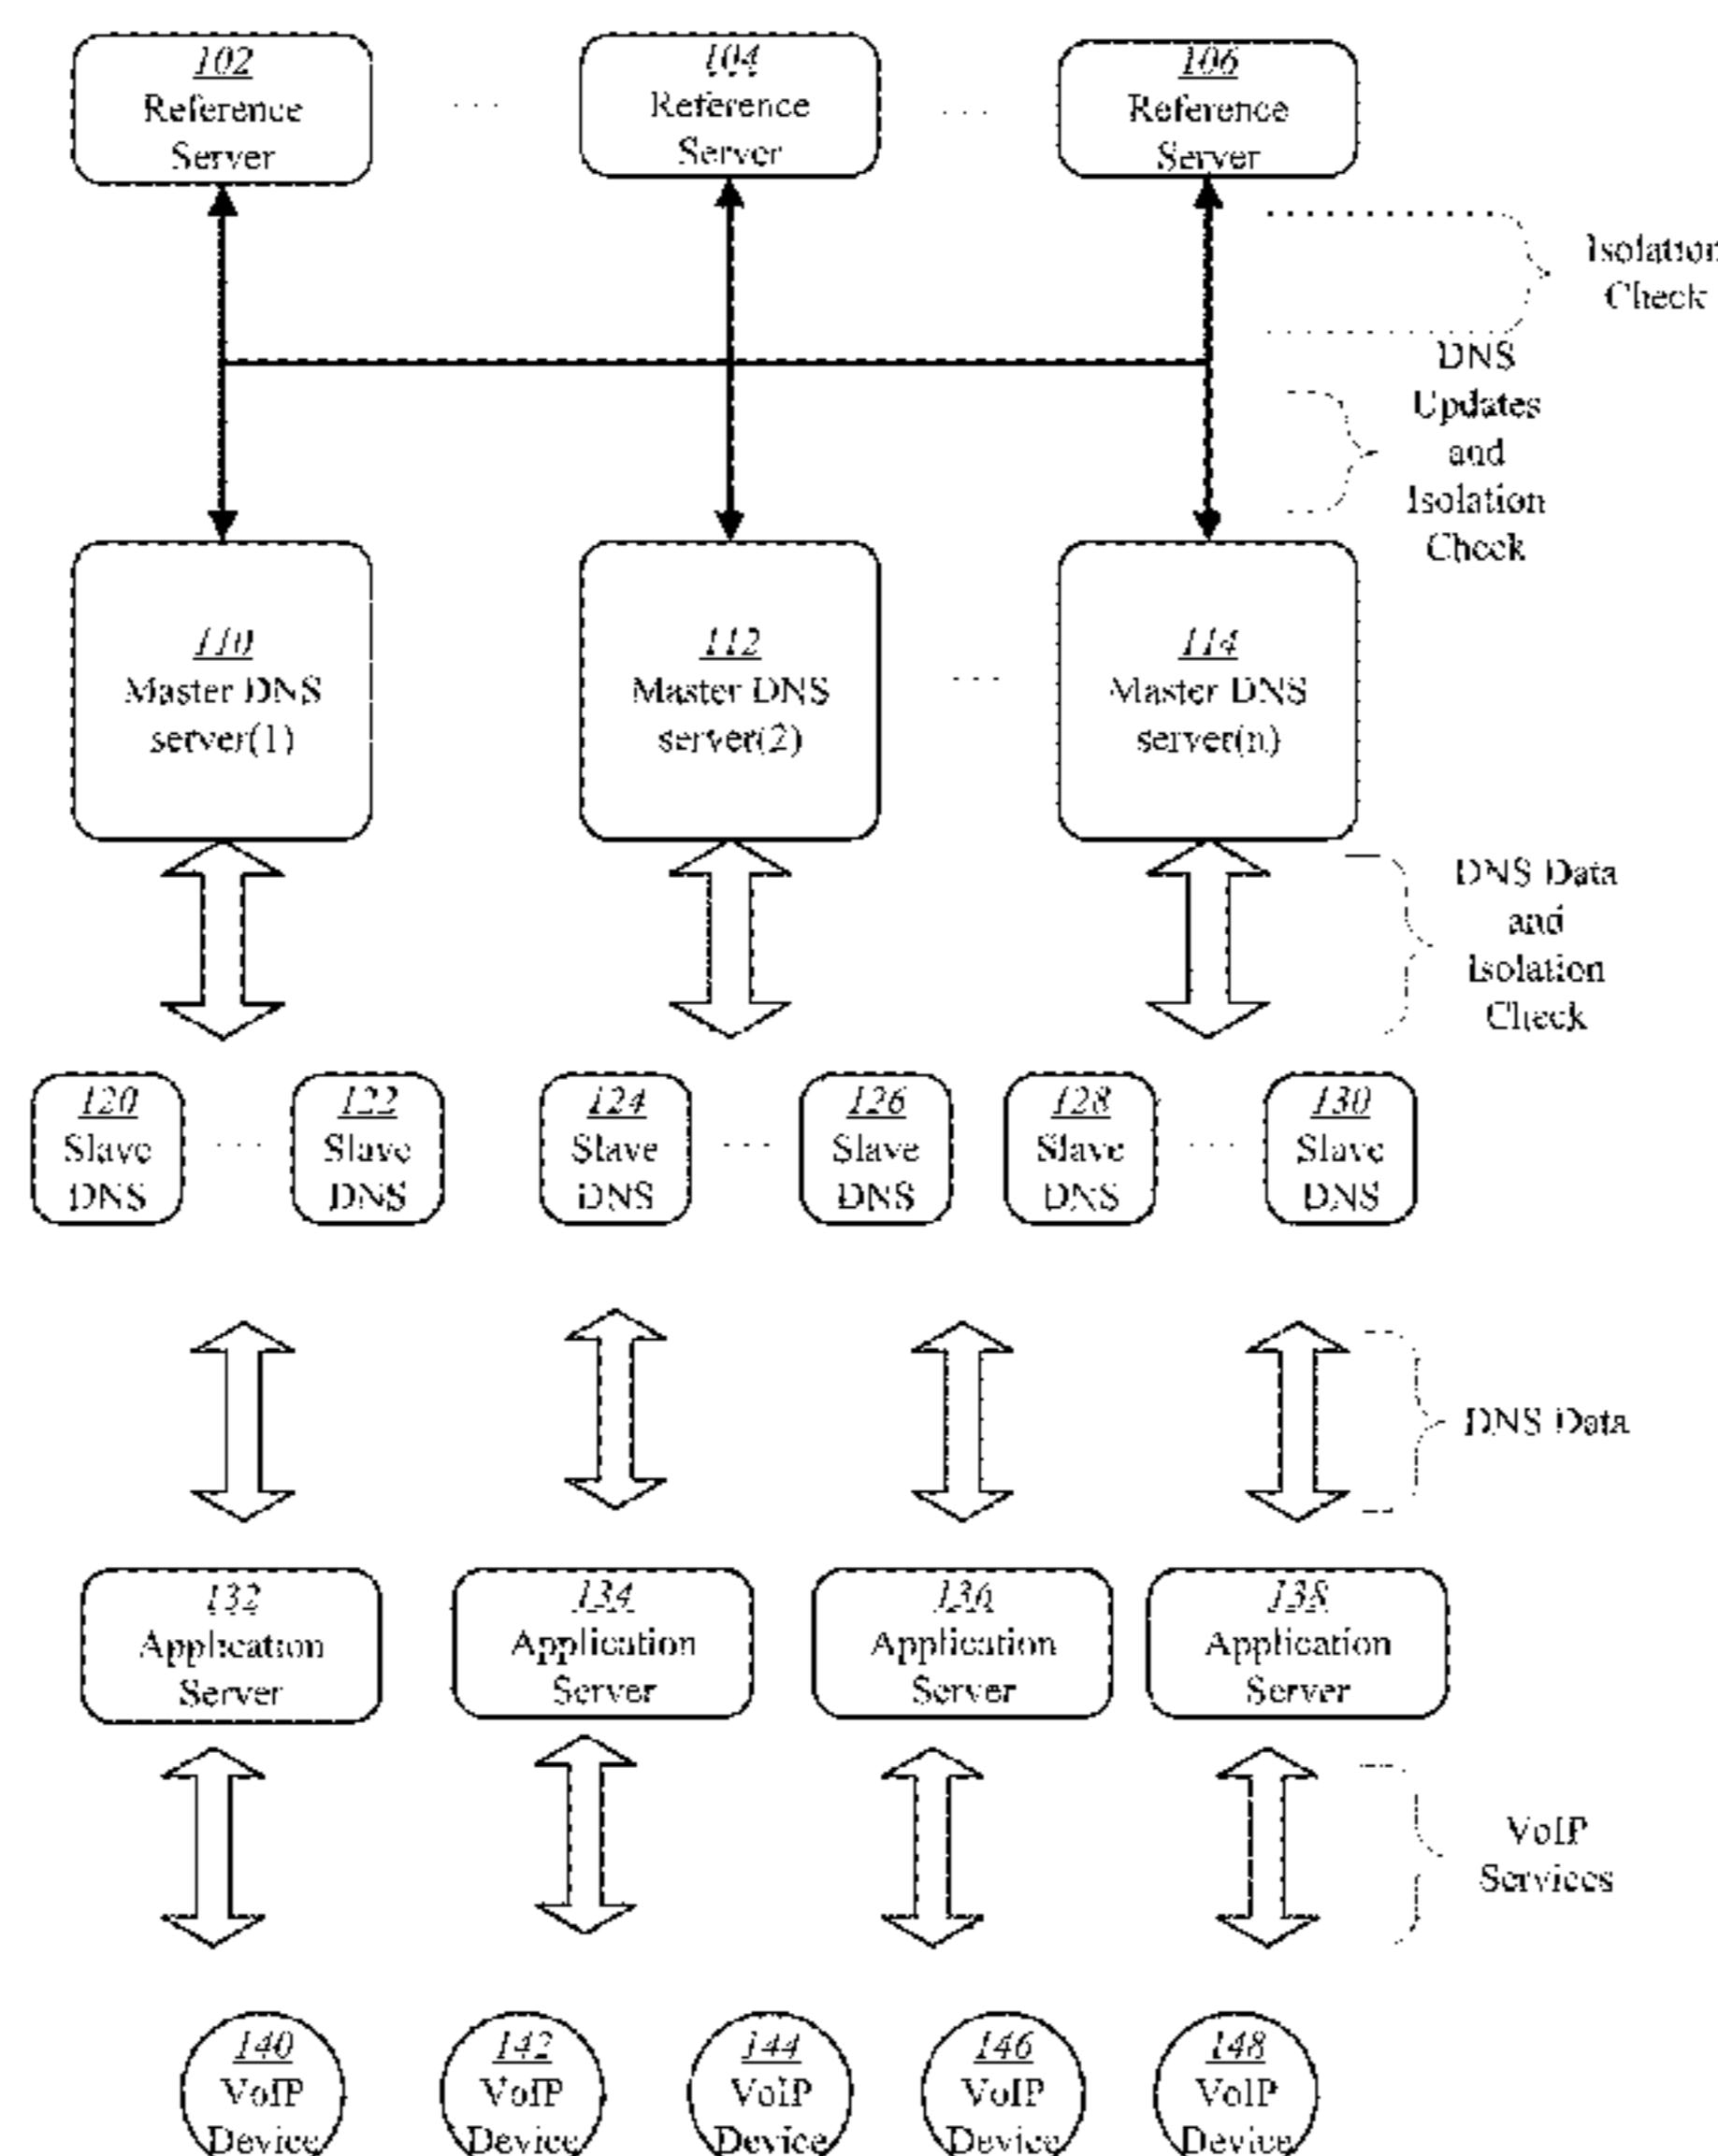 102
Reference
Server
104
Reference
Server
106
Reference
Server
Isolation
Check
DNS
Updates
and
Isolation
Check
110
Master DNS
server(1)
112
Master DNS
server(2)
114
Master DNS
server(n)
DNS Data
and
Isolation
Check
120
Slave
DNS
122
Slave
DNS
124
Slave
DNS
126
Slave
DNS
128
Slave
DNS
130
Slave
DNS
DNS Data
132
Application
Server
134
Application
Server
136
Application
Server
138
Application
Server
VoIP
Services
140
VoIP
Device
142
VoIP
Device
144
VoIP
Device
146
VoIP
Device
148
VoIP
Device